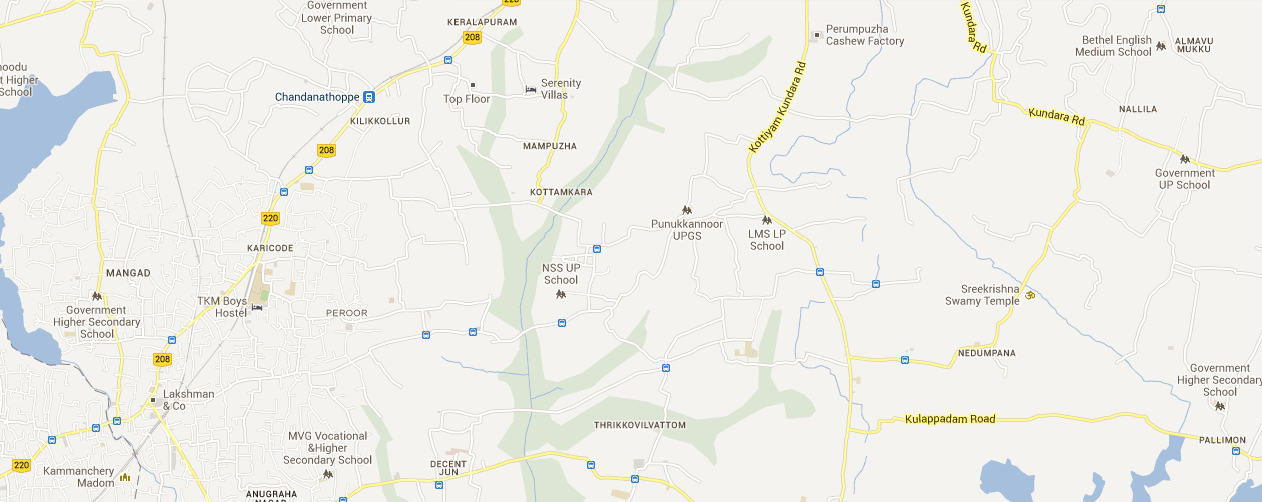 208
Government
Lower Primary
School
KERALAPURAM
208
Perumpuzha
Cashew Factory
Kundara Rd
Bethel English
Medium School
ALMAVU
MUKKU
t Higher
School
Chandanathoppe
Top Floor
Serenity
Villas
Kottiyam Kundara Rd
KILIKKOLLUR
NALLILA
Kundara Rd
208
MAMPUZHA
Government
UP School
KOTTAMKARA
220
Punukkannoor
UPGS
LMS LP
School
KARICODE
MANGAD
NSS UP
School
TKM Boys
Hostel
Sreekrishna
Swamy Temple
Government
Higher Secondary
School
PEROOR
208
NEDUMPANA
Government
Higher Secondary
School
Lakshman
& Co
Kulappadam Road
THRIKKOVILVATTOM
MVG Vocational
&Higher
Secondary School
PALLIMON
220
Kammanchery
Madom
DECENT
JUN
ANUGRAHA
NAGAR